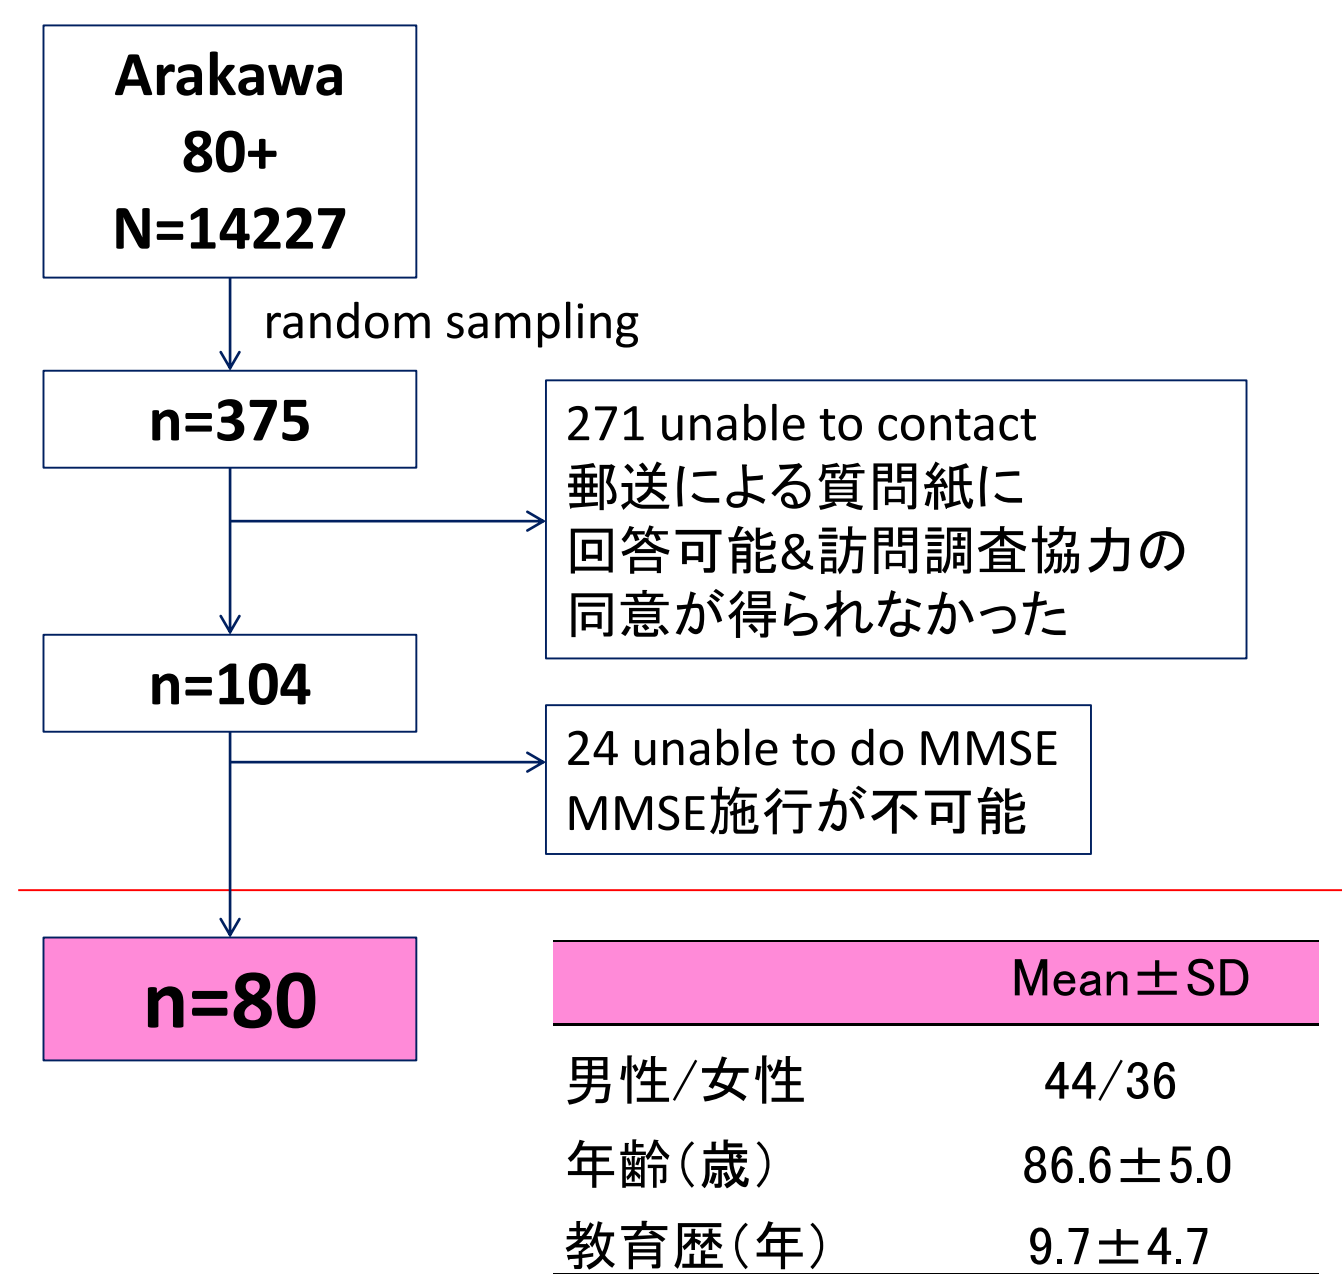 Arakawa
80+
N=14227
random sampling
n=375
271 unable to contact
郵送による質問紙に
回答可能&訪問調査協力の
同意が得られなかった
n=104
24 unable to do MMSE
MMSE施行が不可能
n=80
Mean±SD
男性/女性 44/36
年齢(歳) 86.6±5.0
教育歴(年) 9.7±4.7